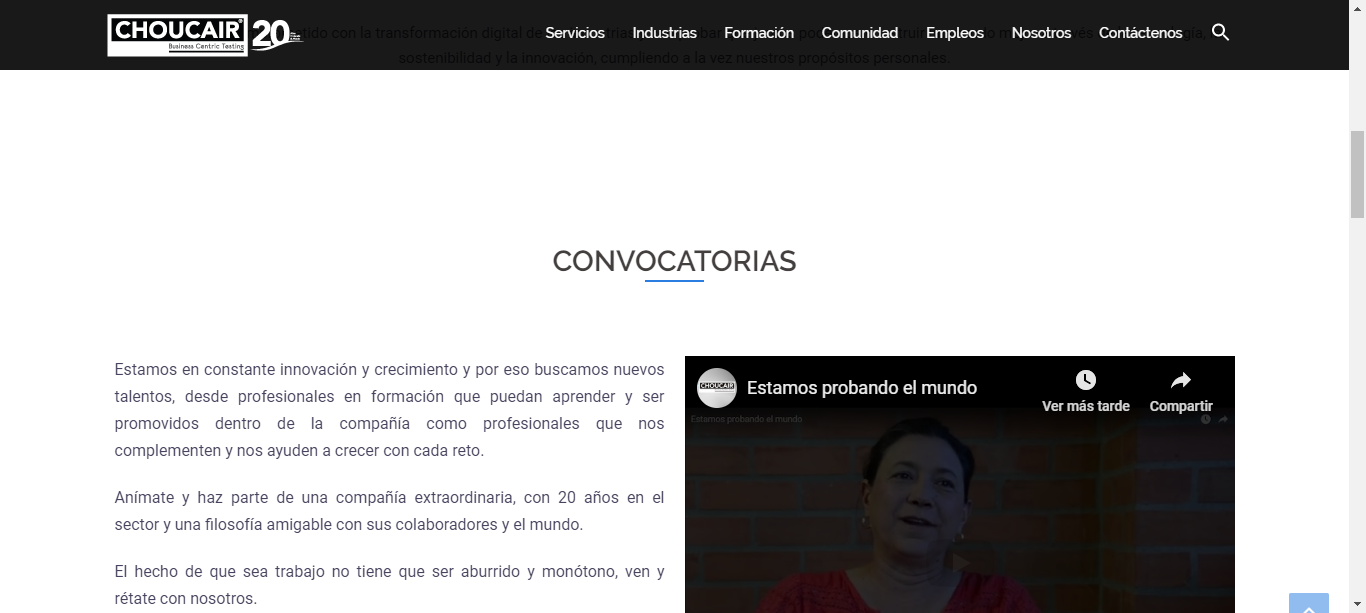 CHOUCAIR
Business Centric Testing
20
Servicios Industrias Formación Comunidad Empleos Nosotros Contáctenos
con la transformación digital de
sostenibilidad y la innovación, cumpliendo a la vez nuestros propósitos personales.
CONVOCATORIAS
Estamos en constante innovación y crecimiento y por eso buscamos nuevos
talentos, desde profesionales en formación que puedan aprender y ser
promovidos dentro de la compañía como profesionales que nos
complementen y nos ayuden a crecer con cada reto.
Anímate y haz parte de una compañía extraordinaria, con 20 años en el
sector y una filosofía amigable con sus colaboradores y el mundo.
El hecho de que sea trabajo no tiene que ser aburrido y monótono, ven y
rétate con nosotros.
CHOUCAIR
Estamos probando el mundo
Ver más tarde Compartir
Estamos probando el mundo